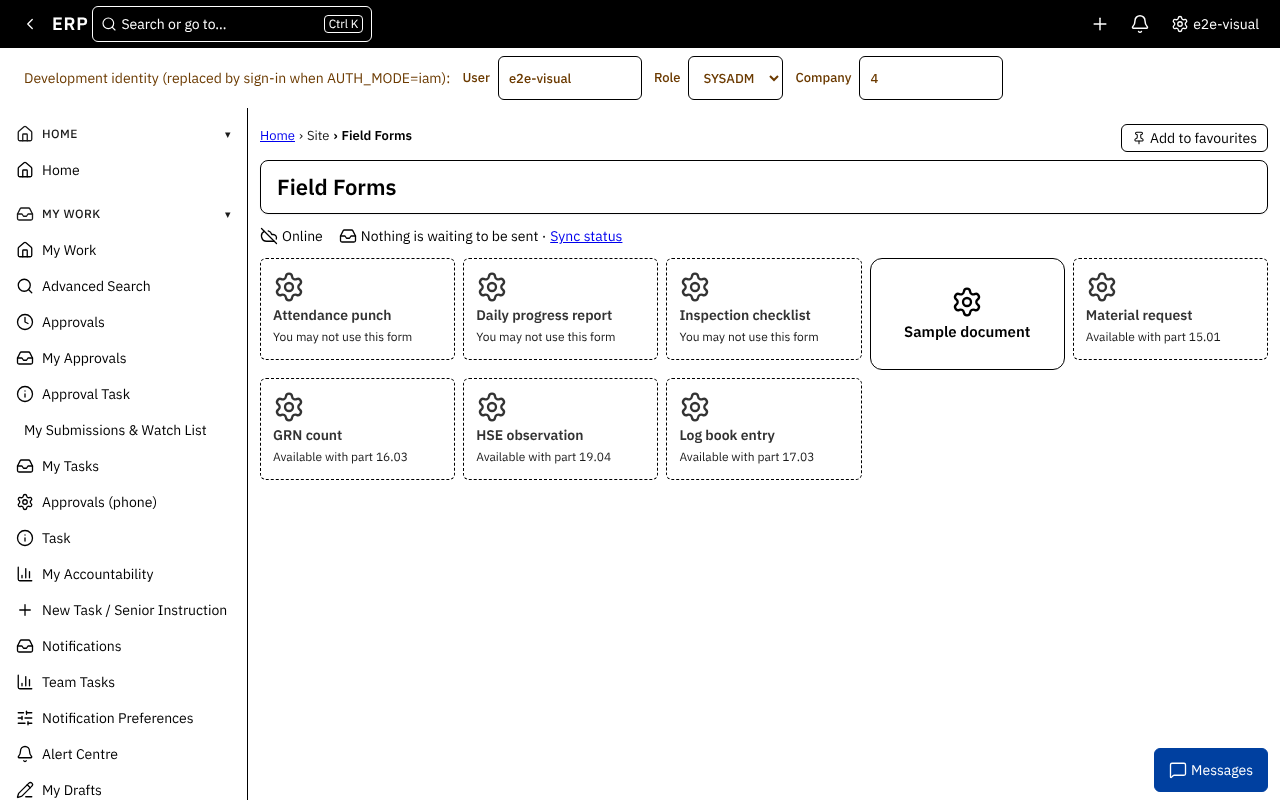 ERP
Search or go to...
Ctrl K
e2e-visual
Development identity (replaced by sign-in when AUTH_MODE=iam): User e2e-visual Role SYSADM Company 4
HOME
Home
MY WORK
My Work
Advanced Search
Approvals
My Approvals
Approval Task
My Submissions & Watch List
My Tasks
Approvals (phone)
Task
My Accountability
New Task / Senior Instruction
Notifications
Team Tasks
Notification Preferences
Alert Centre
My Drafts
Home › Site › Field Forms
Add to favourites
Field Forms
Online
Nothing is waiting to be sent · Sync status
Attendance punch
You may not use this form
Daily progress report
You may not use this form
Inspection checklist
You may not use this form
Sample document
Material request
Available with part 15.01
GRN count
Available with part 16.03
HSE observation
Available with part 19.04
Log book entry
Available with part 17.03
Messages